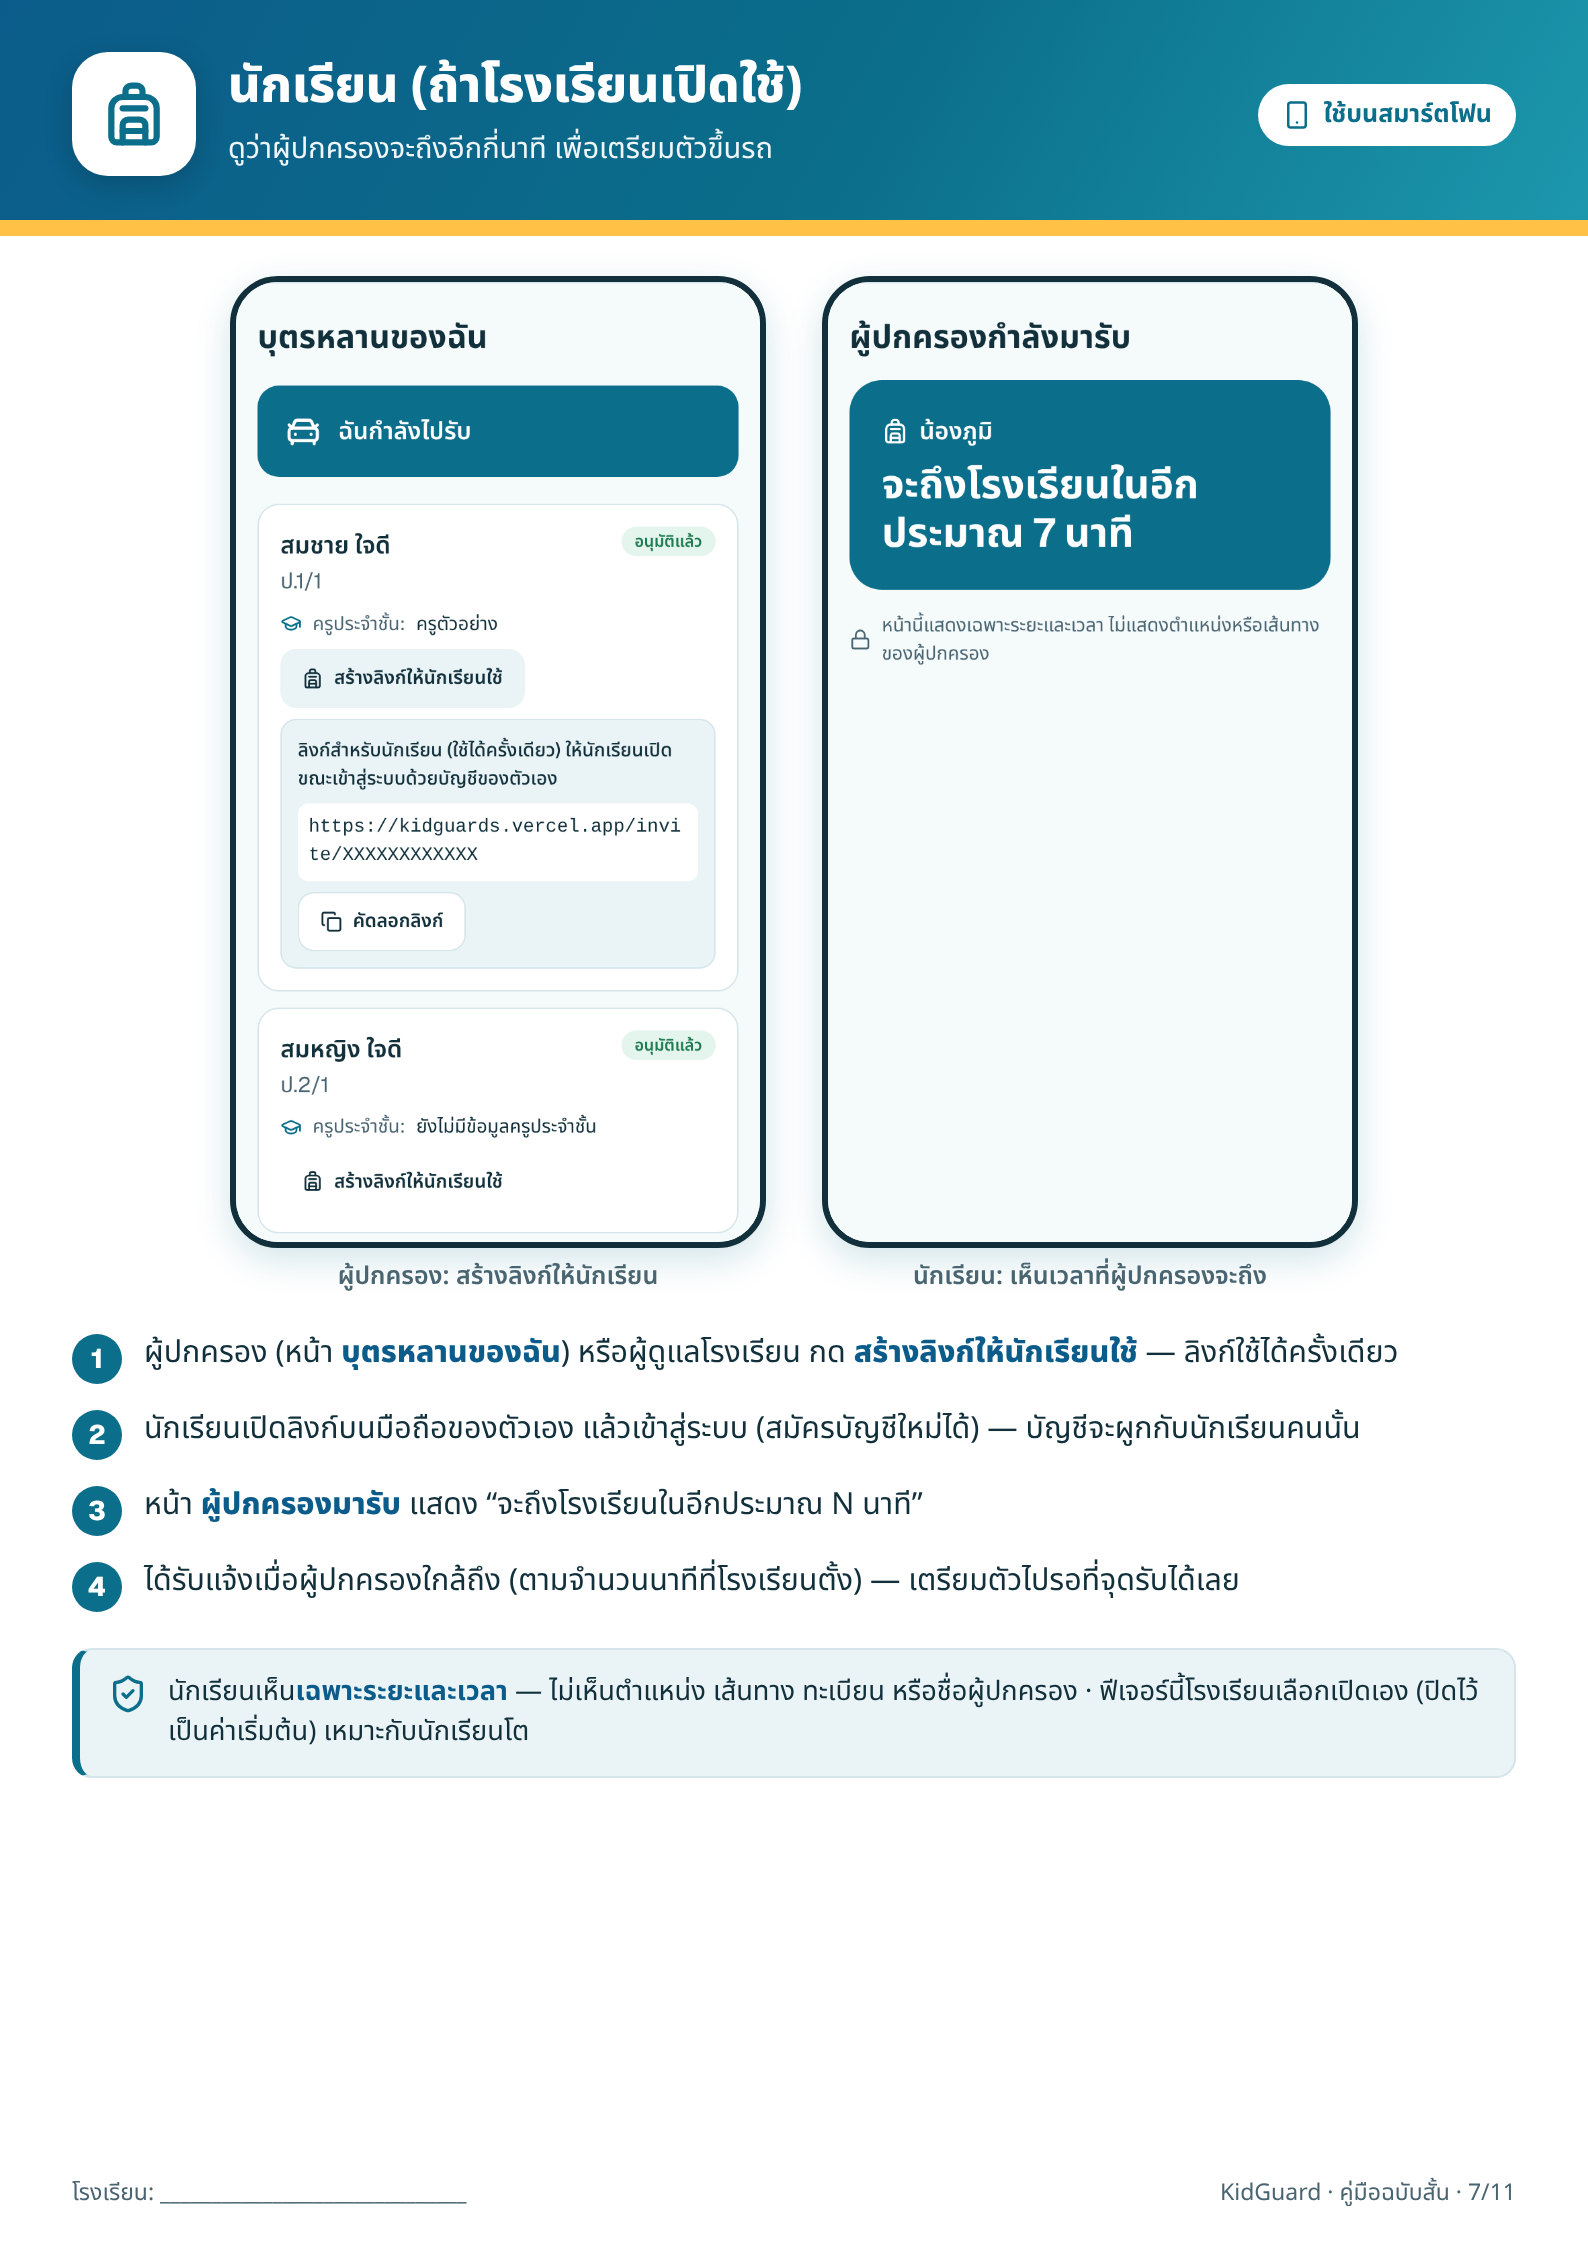 นักเรียน (ถ้าโรงเรียนเปิดใช้)
ดูว่าผู้ปกครองจะถึงอีกกี่นาที เพื่อเตรียมตัวขึ้นรถ
ใช้บนสมาร์ตโฟน
บุตรหลานของฉัน
ฉันกำลังไปรับ
สมชาย ใจดี
อนุมัติแล้ว
ป.1/1
ครูประจำชั้น: ครูตัวอย่าง
สร้างลิงก์ให้นักเรียนใช้
ลิงก์สำหรับนักเรียน (ใช้ได้ครั้งเดียว) ให้นักเรียนเปิด
ขณะเข้าสู่ระบบด้วยบัญชีของตัวเอง
https://kidguards.vercel.app/invi
te/XXXXXXXXXXXX
คัดลอกลิงก์
สมหญิง ใจดี
อนุมัติแล้ว
ป.2/1
ครูประจำชั้น: ยังไม่มีข้อมูลครูประจำชั้น
สร้างลิงก์ให้นักเรียนใช้
ผู้ปกครอง: สร้างลิงก์ให้นักเรียน
ผู้ปกครองกำลังมารับ
น้องภูมิ
จะถึงโรงเรียนในอีก
ประมาณ 7 นาที
หน้านี้แสดงเฉพาะระยะและเวลา ไม่แสดงตำแหน่งหรือเส้นทาง
ของผู้ปกครอง
นักเรียน: เห็นเวลาที่ผู้ปกครองจะถึง
1 ผู้ปกครอง (หน้า บุตรหลานของฉัน) หรือผู้ดูแลโรงเรียน กด สร้างลิงก์ให้นักเรียนใช้ — ลิงก์ใช้ได้ครั้งเดียว
2 นักเรียนเปิดลิงก์บนมือถือของตัวเอง แล้วเข้าสู่ระบบ (สมัครบัญชีใหม่ได้) — บัญชีจะผูกกับนักเรียนคนนั้น
3 หน้า ผู้ปกครองมารับ แสดง “จะถึงโรงเรียนในอีกประมาณ N นาที”
4 ได้รับแจ้งเมื่อผู้ปกครองใกล้ถึง (ตามจำนวนนาทีที่โรงเรียนตั้ง) — เตรียมตัวไปรอที่จุดรับได้เลย
นักเรียนเห็นเฉพาะระยะและเวลา — ไม่เห็นตำแหน่ง เส้นทาง ทะเบียน หรือชื่อผู้ปกครอง · ฟีเจอร์นี้โรงเรียนเลือกเปิดเอง (ปิดไว้
เป็นค่าเริ่มต้น) เหมาะกับนักเรียนโต
โรงเรียน: __________________________
KidGuard · คู่มือฉบับสั้น · 7/11